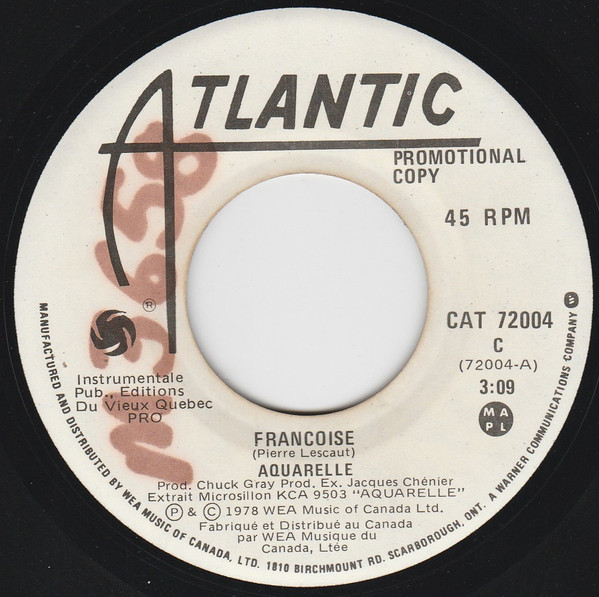 ATLANTIC
PROMOTIONAL
COPY
45 RPM
®
CAT 72004
C
(72004-A)
3:09
MAPL
Instrumentale
Pub., Editions
Du Vieux Quebec
PRO
FRANCOISE
(Pierre Lescaut)
AQUARELLE
Prod. Chuck Gray Prod. Ex. Jacques Chénier
Extrait Microsillon KCA 9503 "AQUARELLE"
Ⓟ & © 1978 WEA Music of Canada Ltd.
Fabriqué et Distribué au Canada
par WEA Musique du
Canada, Ltée
MANUFACTURED AND DISTRIBUTED BY WEA MUSIC OF CANADA, LTD. 1810 BIRCHMOUNT RD. SCARBOROUGH, ONT. A WARNER COMMUNICATIONS COMPANY